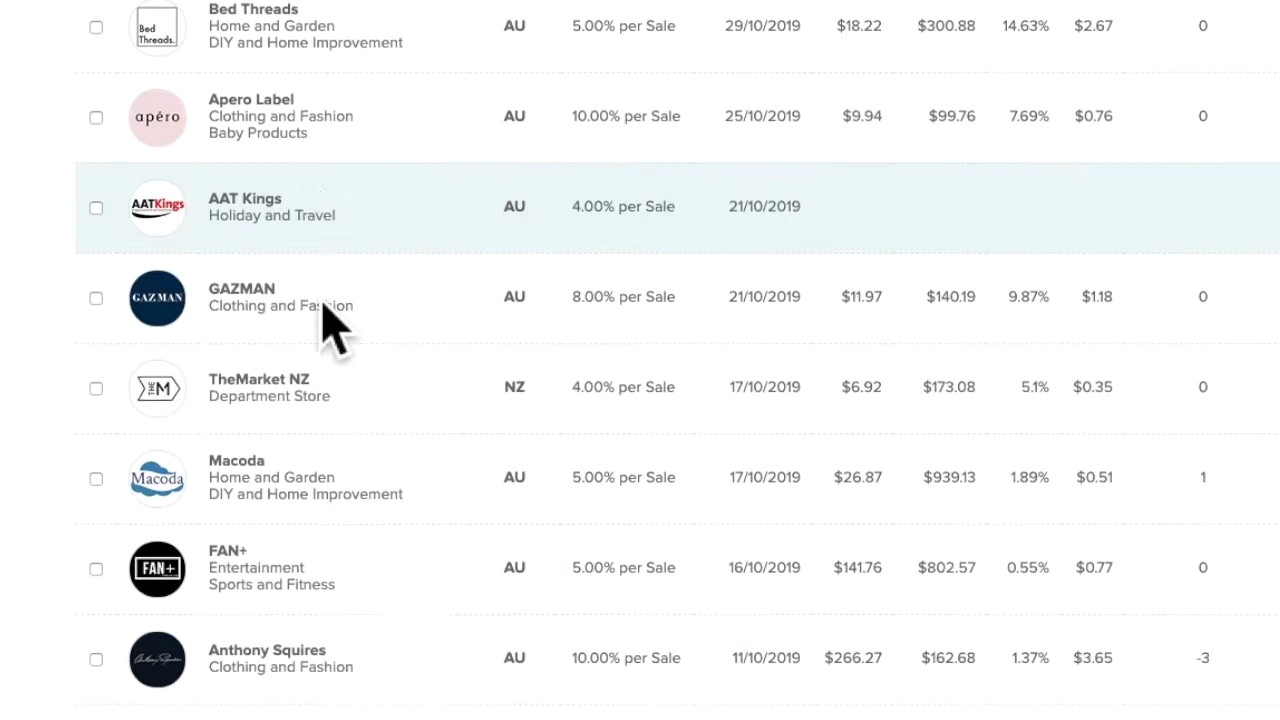 Bed Threads
Home and Garden
DIY and Home Improvement
Bed
Threads.
AU 5.00% per Sale 29/10/2019 $18.22 $300.88 14.63% $2.67 0
Apero Label
Clothing and Fashion
Baby Products
apéro
AU 10.00% per Sale 25/10/2019 $9.94 $99.76 7.69% $0.76 0
AAT Kings
Holiday and Travel
AATKings
AU 4.00% per Sale 21/10/2019
GAZMAN
Clothing and Fashion
GAZMAN
AU 8.00% per Sale 21/10/2019 $11.97 $140.19 9.87% $1.18 0
TheMarket NZ
Department Store
THE M
NZ 4.00% per Sale 17/10/2019 $6.92 $173.08 5.1% $0.35 0
Macoda
Home and Garden
DIY and Home Improvement
Macoda
AU 5.00% per Sale 17/10/2019 $26.87 $939.13 1.89% $0.51 1
FAN+
Entertainment
Sports and Fitness
FAN+
AU 5.00% per Sale 16/10/2019 $141.76 $802.57 0.55% $0.77 0
Anthony Squires
Clothing and Fashion
Anthony Squires
AU 10.00% per Sale 11/10/2019 $266.27 $162.68 1.37% $3.65 -3